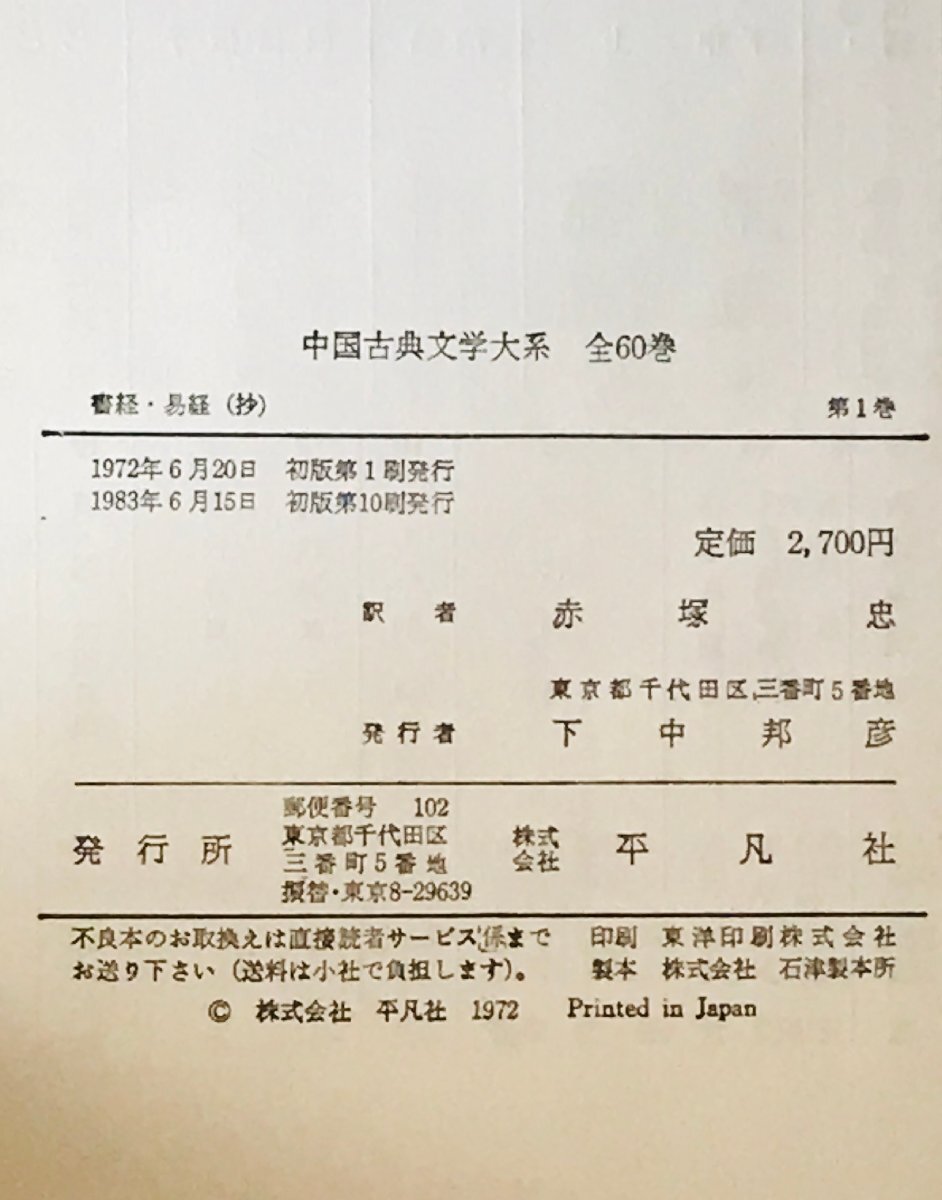 中国古典文学大系　全60巻
書経・易経（抄）　第1巻
1972年6月20日　初版第1刷発行
1983年6月15日　初版第10刷発行
定価　2,700円
訳者　赤塚忠
東京都千代田区三番町5番地
発行者　下中邦彦
発行所
郵便番号　102
東京都千代田区
三番町5番地
振替・東京8-29639
株式会社　平凡社
不良本のお取換えは直接読者サービス係まで
お送り下さい（送料は小社で負担します）。
印刷　東洋印刷株式会社
製本　株式会社　石津製本所
© 株式会社　平凡社　1972　Printed in Japan